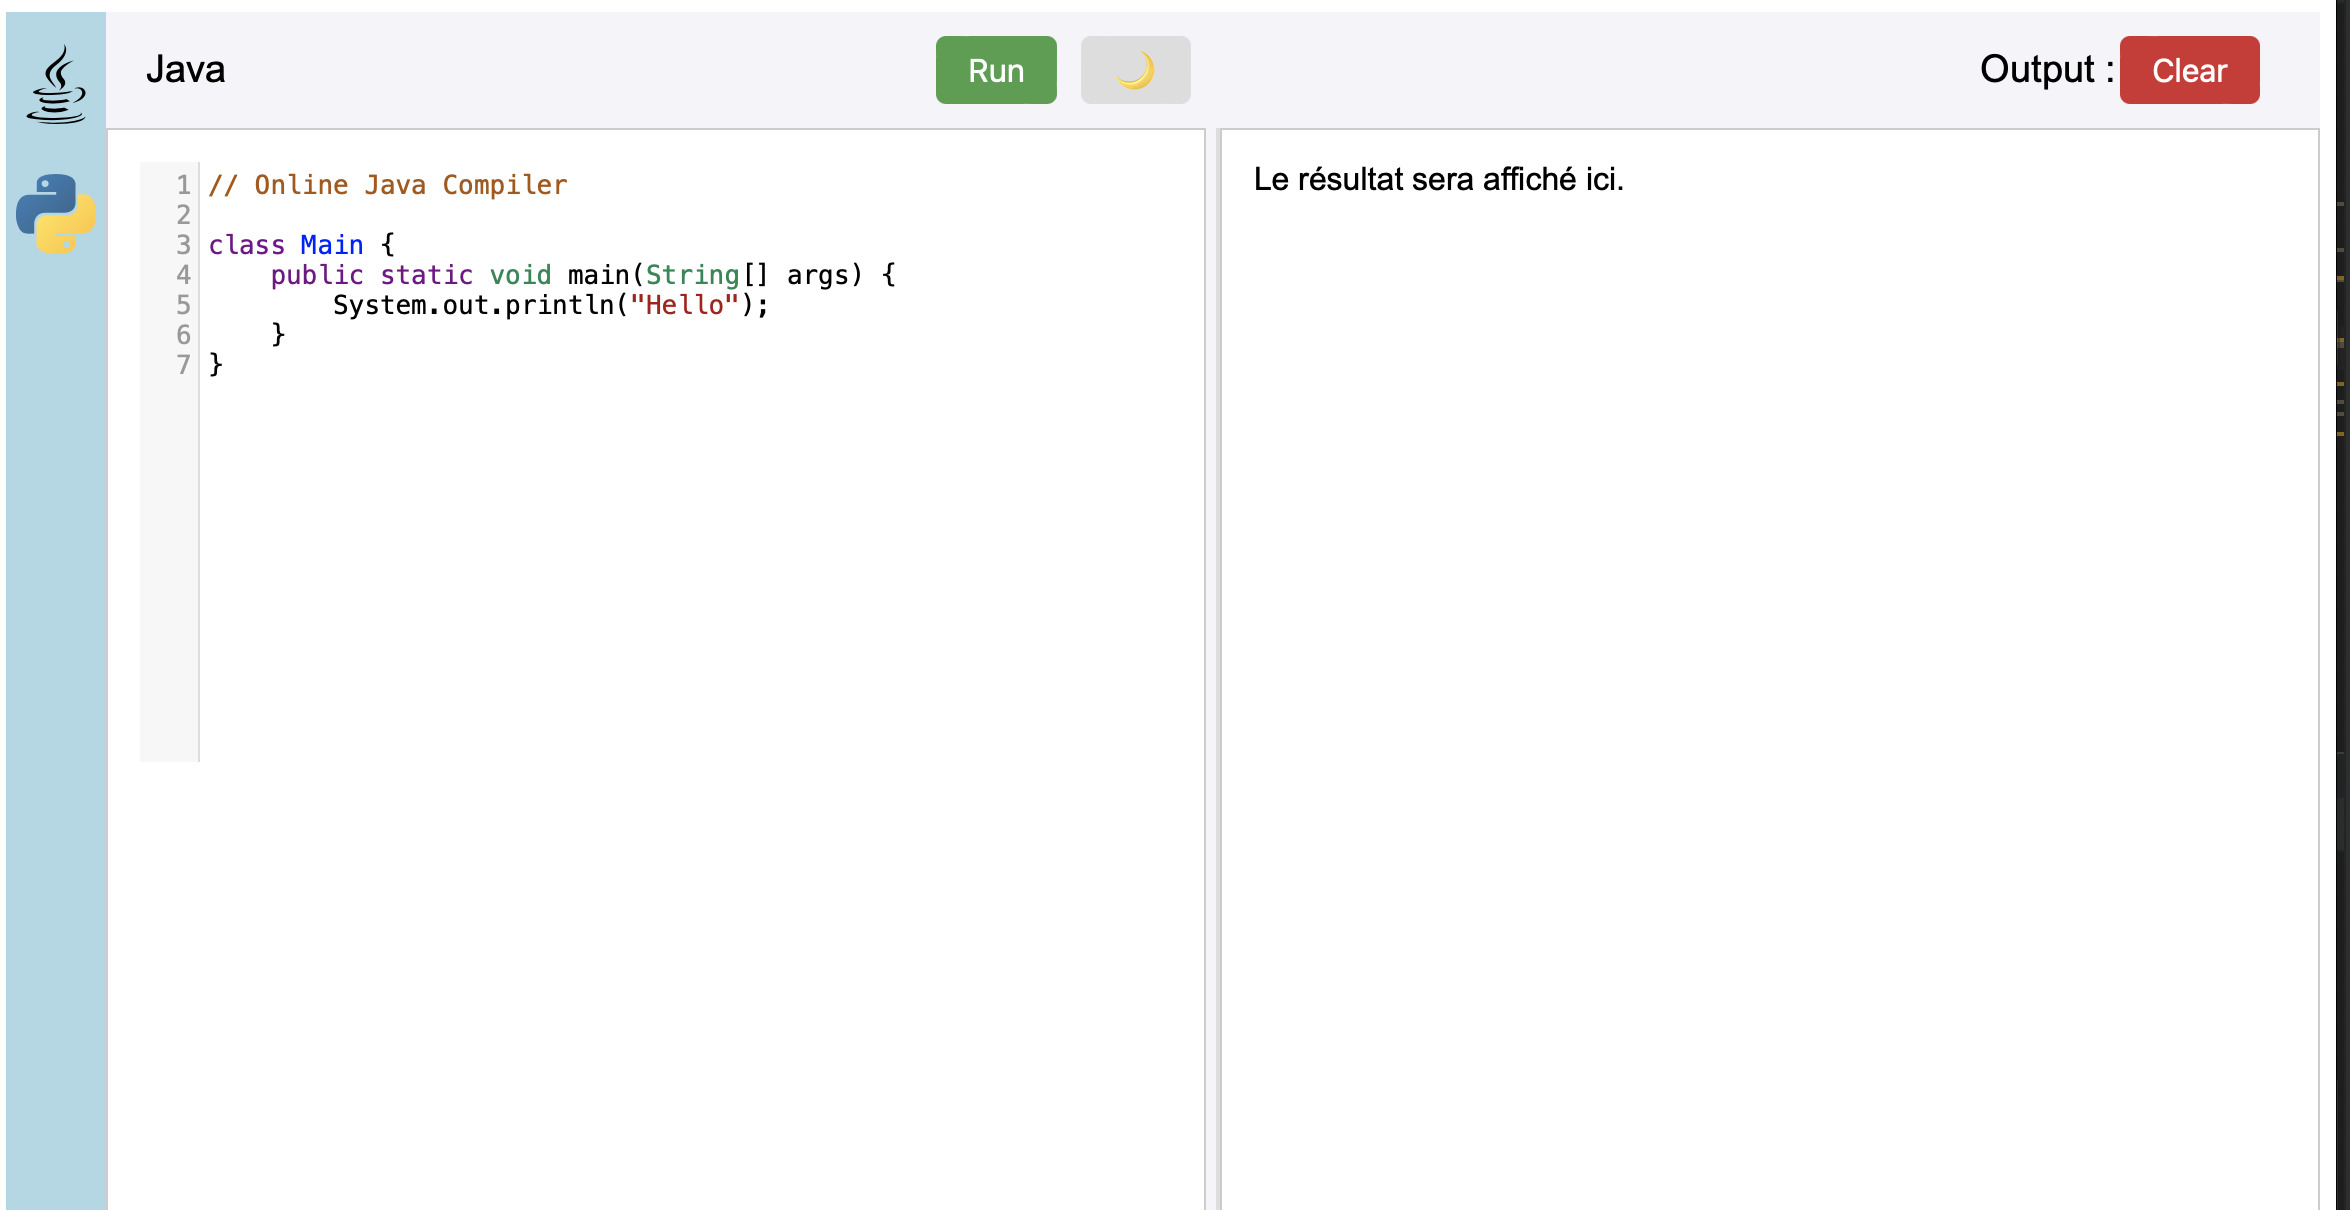 Java
Run
Output :
Clear
1 // Online Java Compiler
2
3 class Main {
4     public static void main(String[] args) {
5         System.out.println("Hello");
6     }
7 }
Le résultat sera affiché ici.